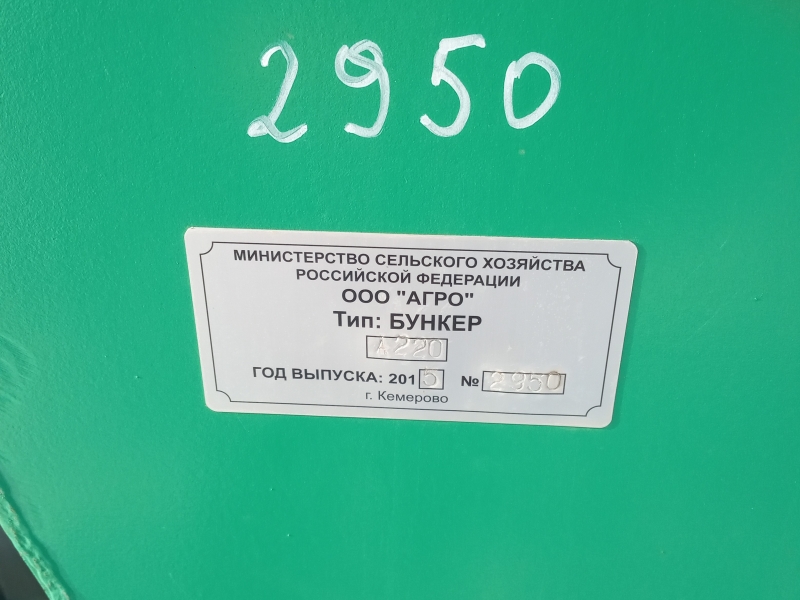 2950
МИНИСТЕРСТВО СЕЛЬСКОГО ХОЗЯЙСТВА
РОССИЙСКОЙ ФЕДЕРАЦИИ
ООО "АГРО"
Тип: БУНКЕР
А220
ГОД ВЫПУСКА: 2015 № 2950
г. Кемерово